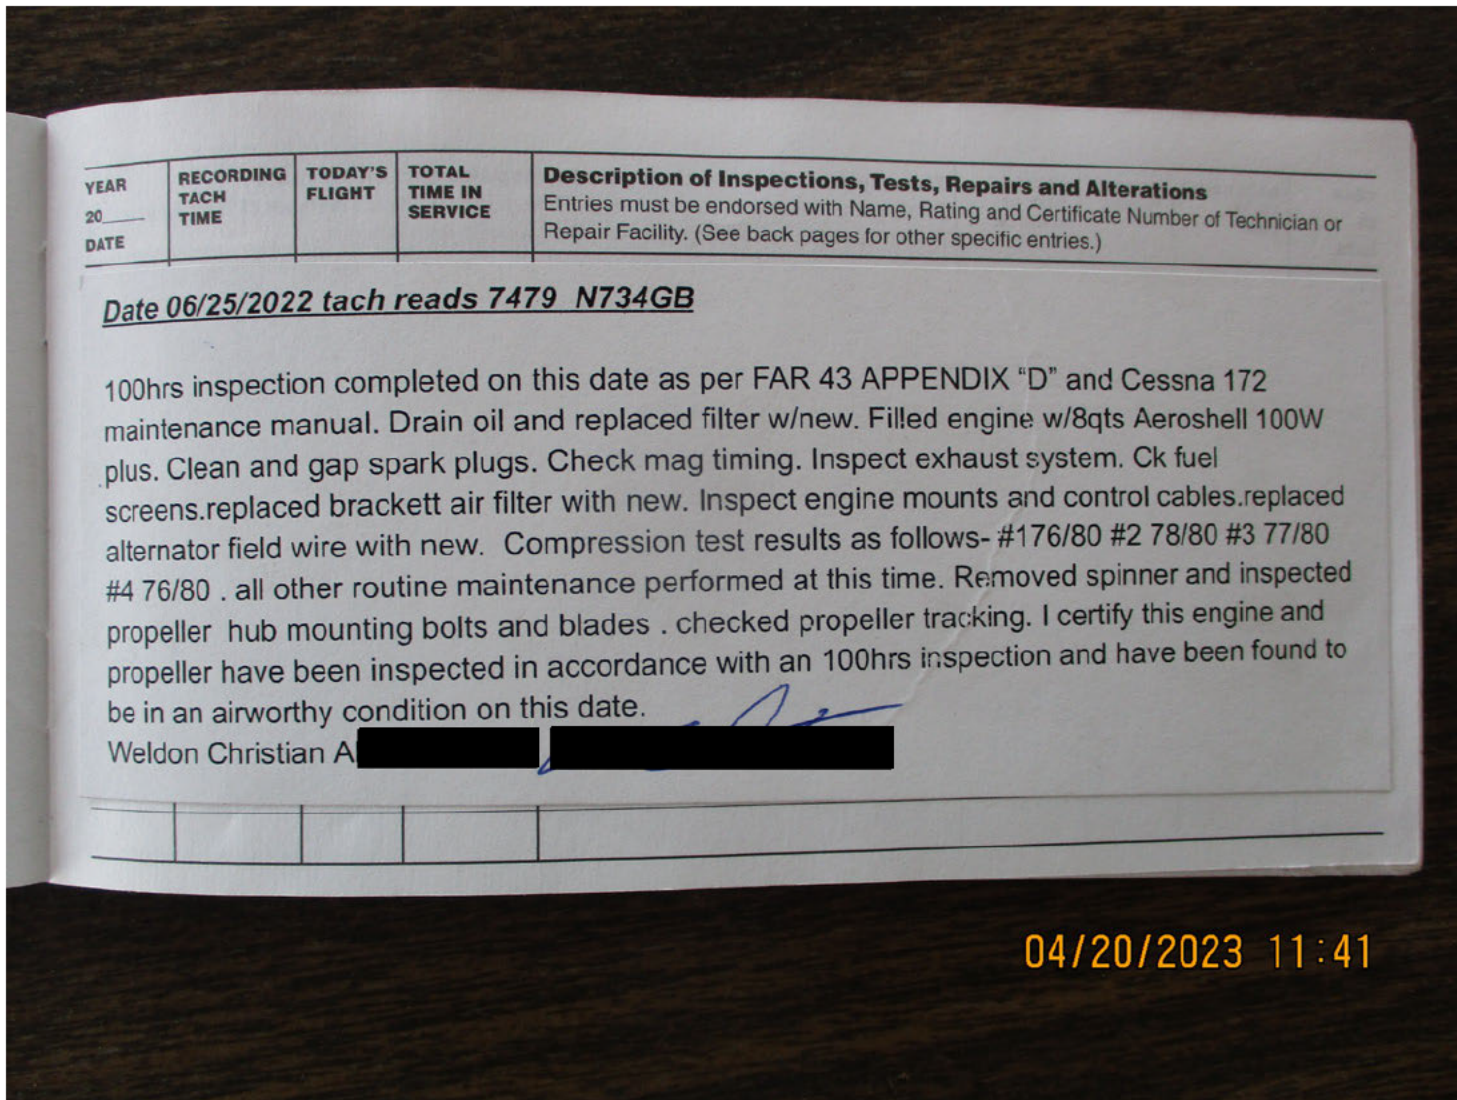 YEAR
20____
DATE
RECORDING
TACH
TIME
TODAY'S
FLIGHT
TOTAL
TIME IN
SERVICE
Description of Inspections, Tests, Repairs and Alterations
Entries must be endorsed with Name, Rating and Certificate Number of Technician or
Repair Facility. (See back pages for other specific entries.)
Date 06/25/2022 tach reads 7479 N734GB
100hrs inspection completed on this date as per FAR 43 APPENDIX “D” and Cessna 172
maintenance manual. Drain oil and replaced filter w/new. Filled engine w/8qts Aeroshell 100W
plus. Clean and gap spark plugs. Check mag timing. Inspect exhaust system. Ck fuel
screens.replaced brackett air filter with new. Inspect engine mounts and control cables.replaced
alternator field wire with new. Compression test results as follows- #176/80 #2 78/80 #3 77/80
#4 76/80 . all other routine maintenance performed at this time. Removed spinner and inspected
propeller hub mounting bolts and blades . checked propeller tracking. I certify this engine and
propeller have been inspected in accordance with an 100hrs inspection and have been found to
be in an airworthy condition on this date.
Weldon Christian A
04/20/2023 11:41